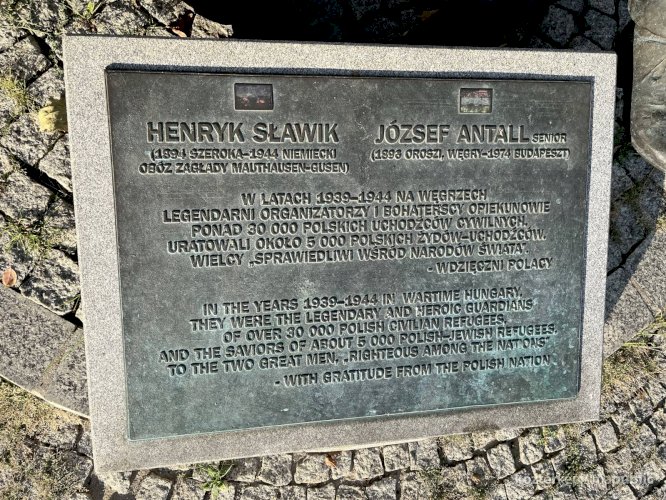 HENRYK SŁAWIK
(1894 SZEROKA–1944 NIEMIECKI
OBÓZ ZAGŁADY MAUTHAUSEN-GUSEN)
JÓZSEF ANTALL SENIOR
(1893 OROSZI, WĘGRY–1974 BUDAPESZT)
W LATACH 1939–1944 NA WĘGRZECH
LEGENDARNI ORGANIZATORZY I BOHATERSCY OPIEKUNOWIE
PONAD 30 000 POLSKICH UCHODŹCÓW CYWILNYCH,
URATOWALI OKOŁO 5 000 POLSKICH ŻYDÓW–UCHODŹCÓW.
WIELCY „SPRAWIEDLIWI WŚRÓD NARODÓW ŚWIATA".
- WDZIĘCZNI POLACY
IN THE YEARS 1939–1944 IN WARTIME HUNGARY,
THEY WERE THE LEGENDARY AND HEROIC GUARDIANS
OF OVER 30 000 POLISH CIVILIAN REFUGEES,
AND THE SAVIORS OF ABOUT 5 000 POLISH-JEWISH REFUGEES.
TO THE TWO GREAT MEN, „RIGHTEOUS AMONG THE NATIONS"
- WITH GRATITUDE FROM THE POLISH NATION